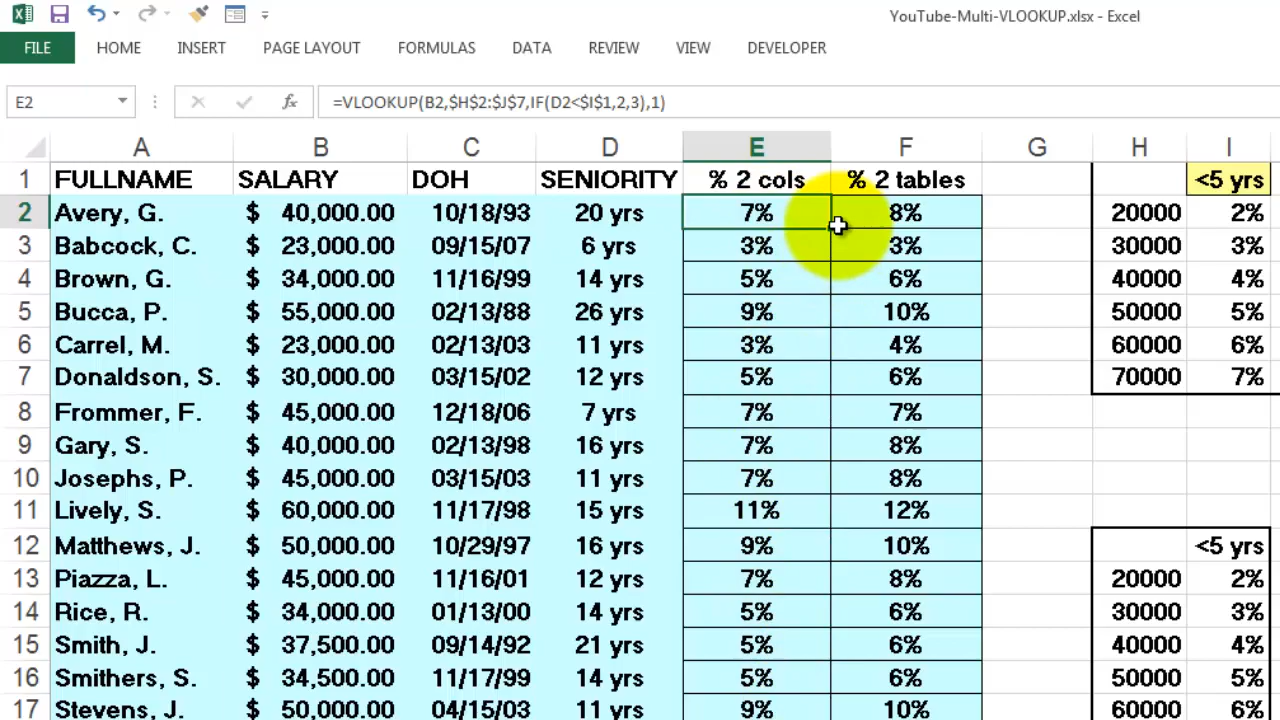 YouTube-Multi-VLOOKUP.xlsx - Excel
FILE HOME INSERT PAGE LAYOUT FORMULAS DATA REVIEW VIEW DEVELOPER
E2 fx =VLOOKUP(B2,$H$2:$J$7,IF(D2<$I$1,2,3),1)
A B C D E F G H I
1 FULLNAME SALARY DOH SENIORITY % 2 cols % 2 tables <5 yrs
2 Avery, G. $ 40,000.00 10/18/93 20 yrs 7% 8% 20000 2%
3 Babcock, C. $ 23,000.00 09/15/07 6 yrs 3% 3% 30000 3%
4 Brown, G. $ 34,000.00 11/16/99 14 yrs 5% 6% 40000 4%
5 Bucca, P. $ 55,000.00 02/13/88 26 yrs 9% 10% 50000 5%
6 Carrel, M. $ 23,000.00 02/13/03 11 yrs 3% 4% 60000 6%
7 Donaldson, S. $ 30,000.00 03/15/02 12 yrs 5% 6% 70000 7%
8 Frommer, F. $ 45,000.00 12/18/06 7 yrs 7% 7%
9 Gary, S. $ 40,000.00 02/13/98 16 yrs 7% 8%
10 Josephs, P. $ 45,000.00 03/15/03 11 yrs 7% 8%
11 Lively, S. $ 60,000.00 11/17/98 15 yrs 11% 12%
12 Matthews, J. $ 50,000.00 10/29/97 16 yrs 9% 10% <5 yrs
13 Piazza, L. $ 45,000.00 11/16/01 12 yrs 7% 8% 20000 2%
14 Rice, R. $ 34,000.00 01/13/00 14 yrs 5% 6% 30000 3%
15 Smith, J. $ 37,500.00 09/14/92 21 yrs 5% 6% 40000 4%
16 Smithers, S. $ 34,500.00 11/17/99 14 yrs 5% 6% 50000 5%
17 Stevens, J. $ 50,000.00 04/15/03 11 yrs 9% 10% 60000 6%